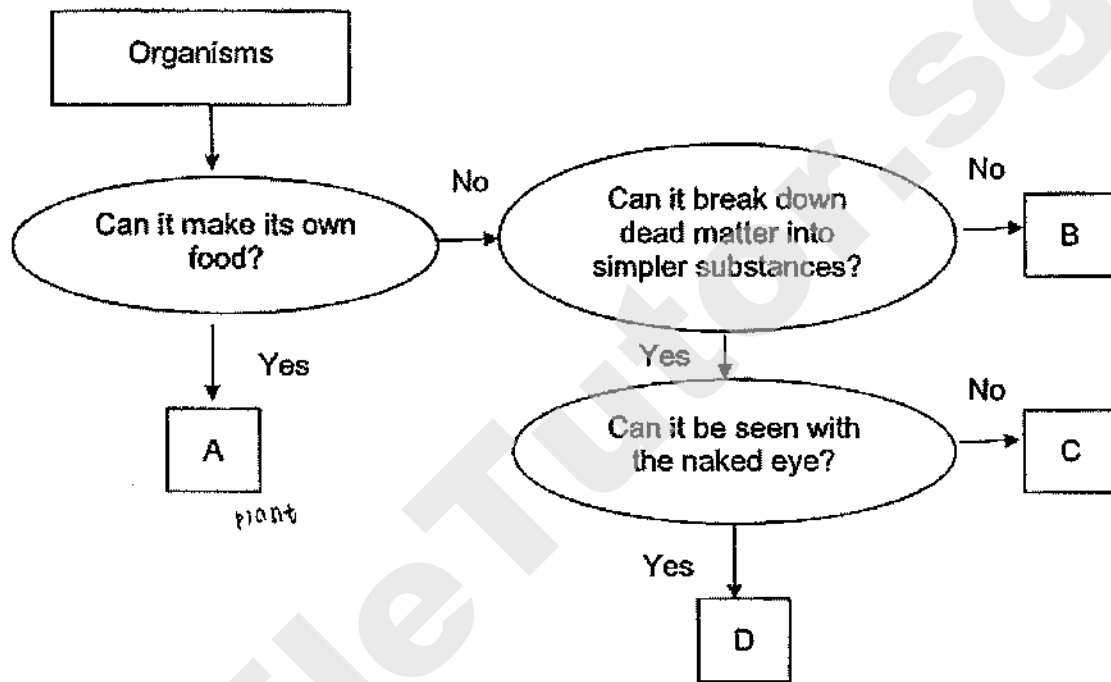 Organisms
Can it make its own
food?
No
Can it break down
dead matter into
simpler substances?
No
B
Yes
A
plant
Yes
Can it be seen with
the naked eye?
No
C
Yes
D